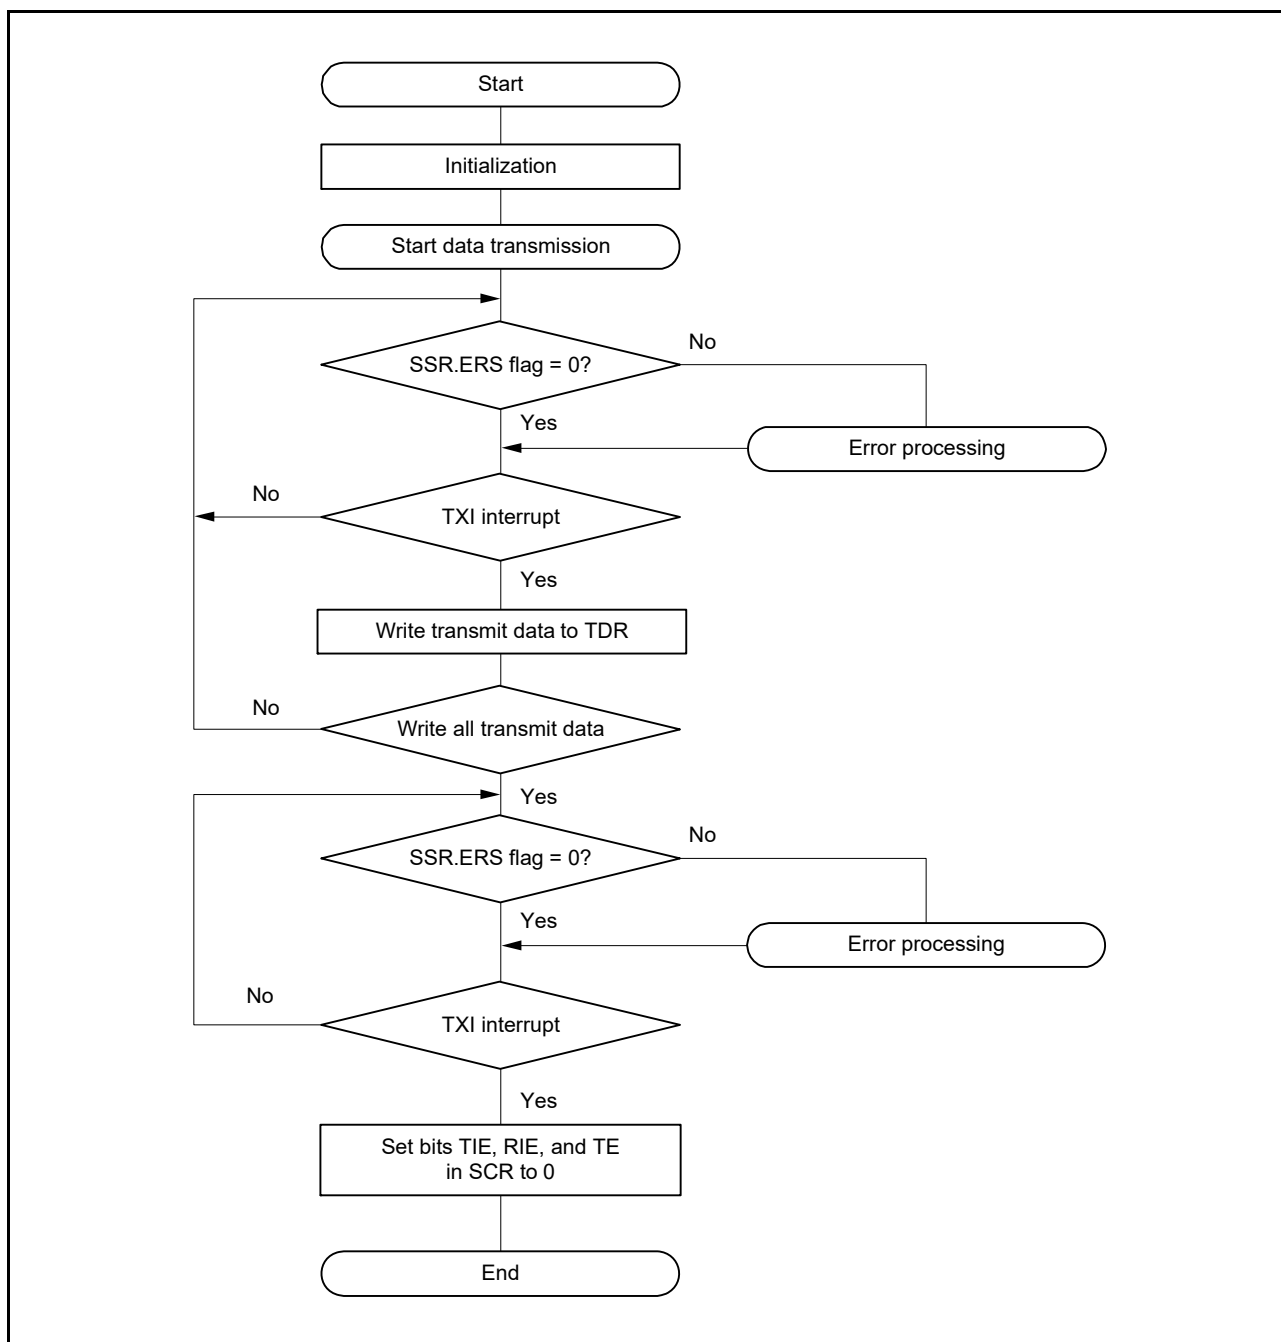 Start
Initialization
Start data transmission
SSR.ERS flag = 0?
No
Yes
Error processing
No
TXI interrupt
Yes
Write transmit data to TDR
No
Write all transmit data
Yes
SSR.ERS flag = 0?
No
Yes
Error processing
No
TXI interrupt
Yes
Set bits TIE, RIE, and TE
in SCR to 0
End